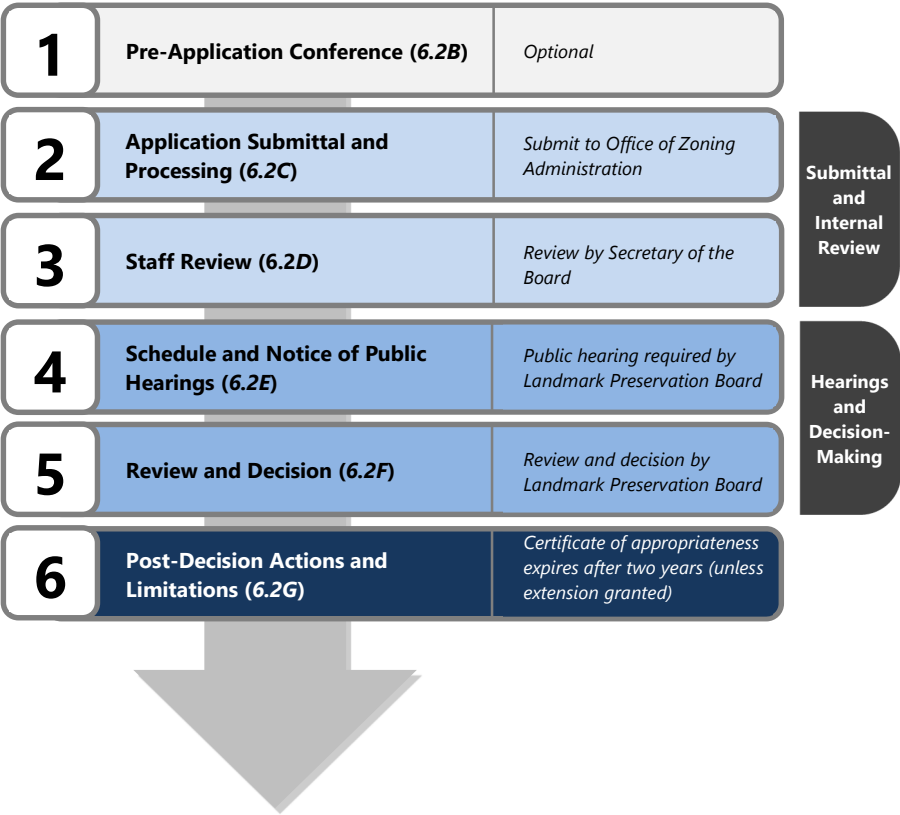 1
Pre-Application Conference (6.2B)
Optional
2
Application Submittal and
Processing (6.2C)
Submit to Office of Zoning
Administration
3
Staff Review (6.2D)
Review by Secretary of the
Board
Submittal
and
Internal
Review
4
Schedule and Notice of Public
Hearings (6.2E)
Public hearing required by
Landmark Preservation Board
5
Review and Decision (6.2F)
Review and decision by
Landmark Preservation Board
Hearings
and
Decision-
Making
6
Post-Decision Actions and
Limitations (6.2G)
Certificate of appropriateness
expires after two years (unless
extension granted)